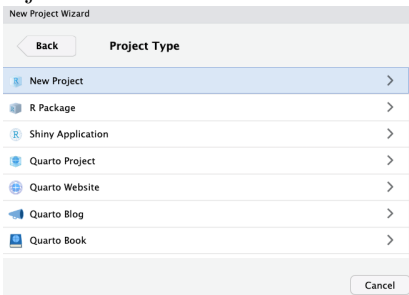 New Project Wizard
Back
Project Type
New Project
R Package
R Shiny Application
Quarto Project
Quarto Website
Quarto Blog
Quarto Book
Cancel